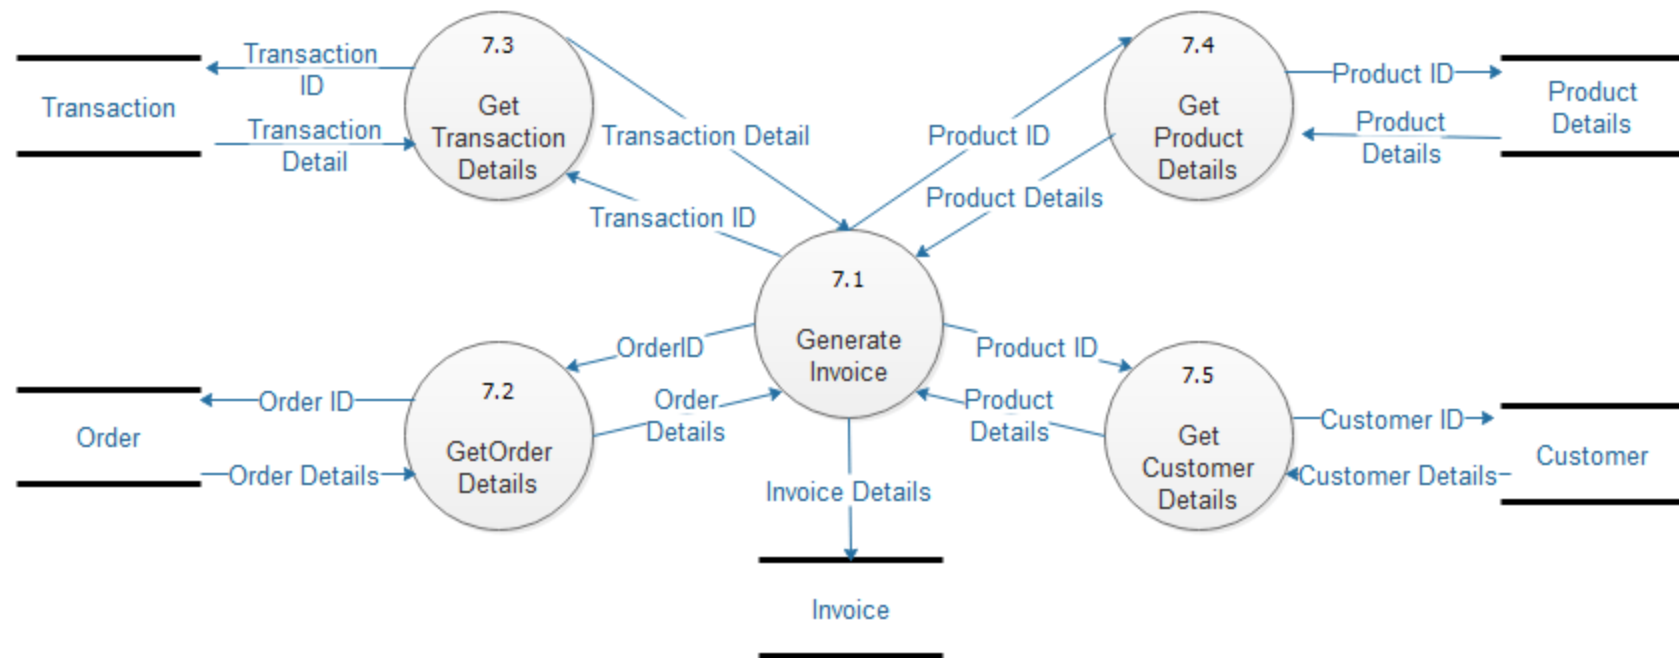 7.3
Get
Transaction
Details
Transaction
ID
Transaction
Transaction
Detail
Transaction Detail
Transaction ID
7.4
Get
Product
Details
Product ID
Product
Details
Product
Details
Product ID
Product Details
7.1
Generate
Invoice
OrderID
Order
Details
7.2
GetOrder
Details
Order ID
Order
Order Details
Product ID
Product
Details
7.5
Get
Customer
Details
Customer ID
Customer
Customer Details
Invoice Details
Invoice